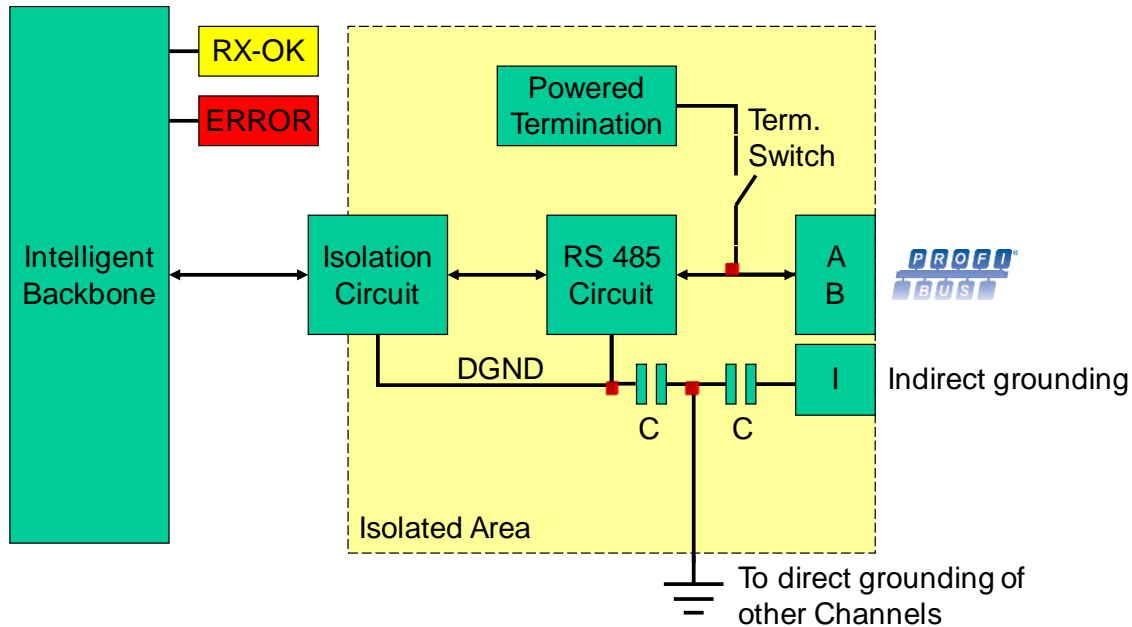 RX-OK
ERROR
Powered
Termination
Term.
Switch
Intelligent
Backbone
Isolation
Circuit
RS 485
Circuit
A
B
PROFI®
BUS
DGND
C
C
I
Indirect grounding
Isolated Area
To direct grounding of
other Channels